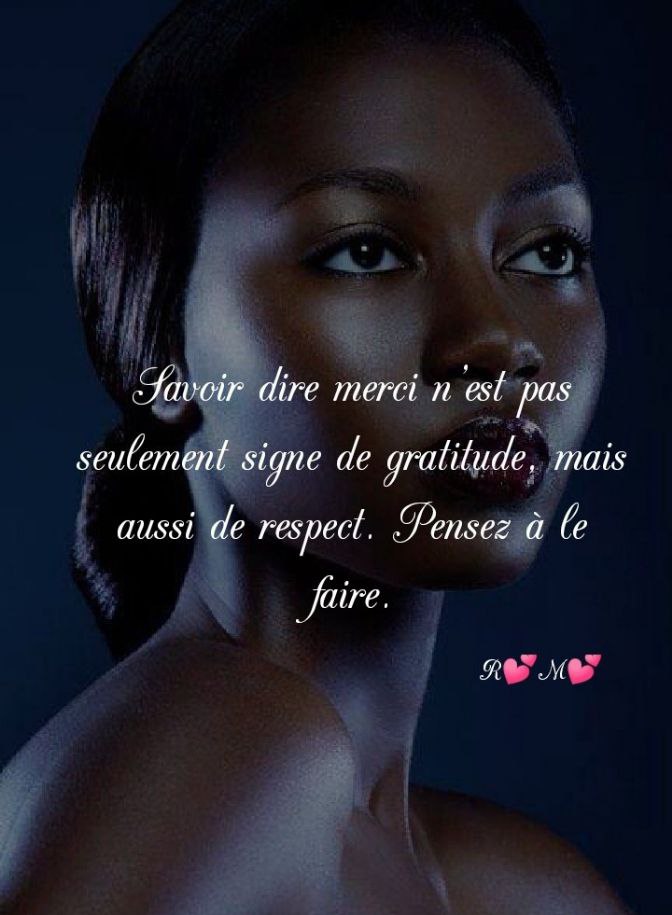 Savoir dire merci n'est pas
seulement signe de gratitude, mais
aussi de respect. Pensez à le
faire.
R💕M💕